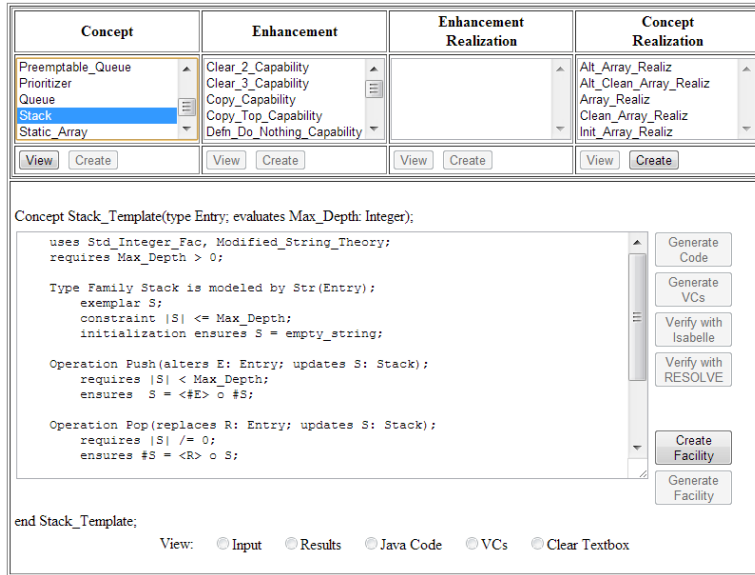 Concept
Enhancement
Enhancement
Realization
Concept
Realization
Preemptable_Queue
Prioritizer
Queue
Stack
Static_Array
Clear_2_Capability
Clear_3_Capability
Copy_Capability
Copy_Top_Capability
Defn_Do_Nothing_Capability
Alt_Array_Realiz
Alt_Clean_Array_Realiz
Array_Realiz
Clean_Array_Realiz
Init_Array_Realiz
View Create
View Create
View Create
View Create
Concept Stack_Template(type Entry; evaluates Max_Depth: Integer);
uses Std_Integer_Fac, Modified_String_Theory;
requires Max_Depth > 0;
Type Family Stack is modeled by Str(Entry);
exemplar S;
constraint |S| <= Max_Depth;
initialization ensures S = empty_string;
Operation Push(alters E: Entry; updates S: Stack);
requires |S| < Max_Depth;
ensures  S = <#E> o #S;
Operation Pop(replaces R: Entry; updates S: Stack);
requires |S| /= 0;
ensures #S = <R> o S;
Generate
Code
Generate
VCs
Verify with
Isabelle
Verify with
RESOLVE
Create
Facility
Generate
Facility
end Stack_Template;
View: Input Results Java Code VCs Clear Textbox